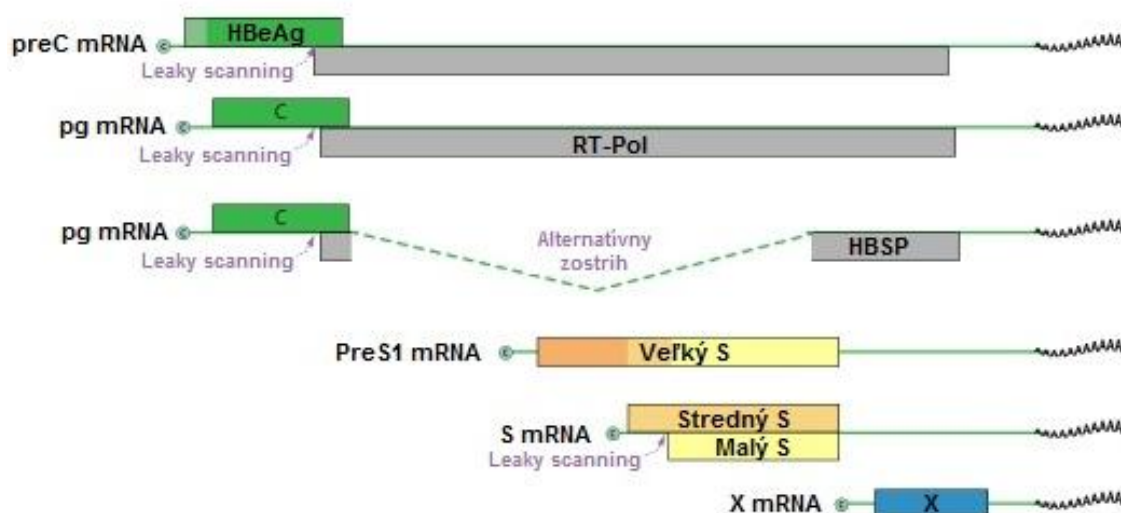 preC mRNA c HBeAg
Leaky scanning
pg mRNA c C
Leaky scanning
RT-Pol
pg mRNA c C
Leaky scanning
Alternatívny
zostrih
HBSP
PreS1 mRNA c Veľký S
S mRNA c Stredný S
Leaky scanning
Malý S
X mRNA c X